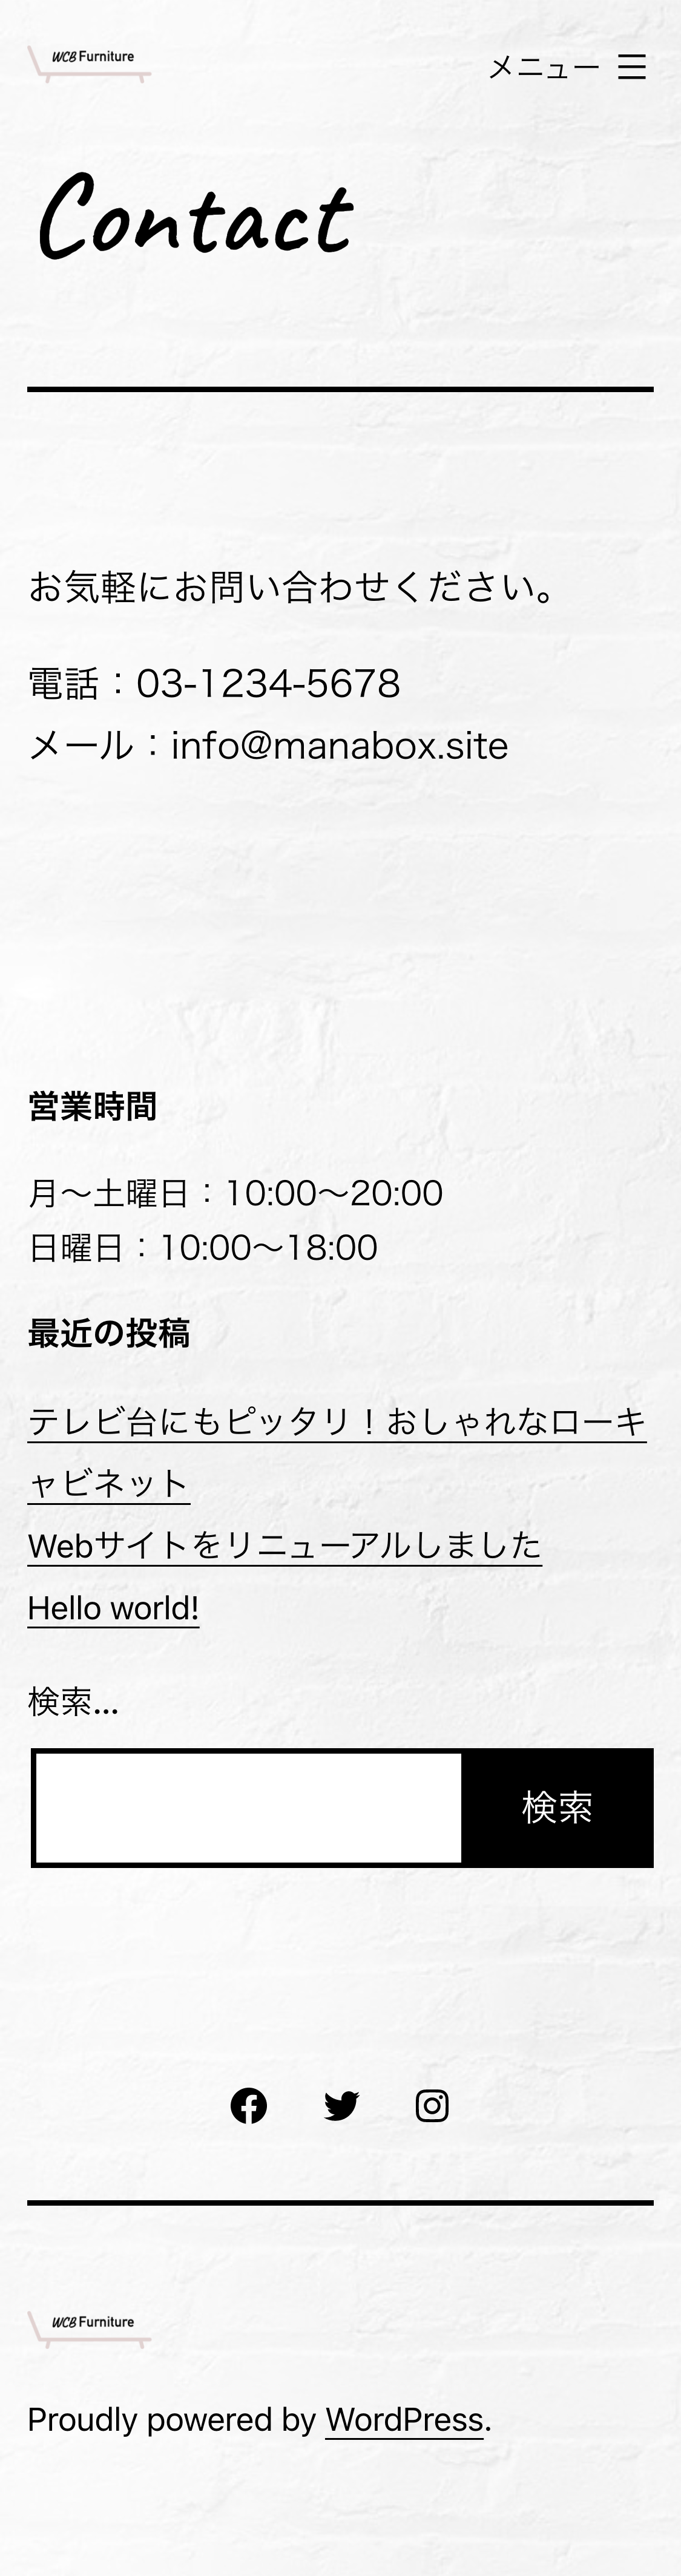 WCB Furniture
メニュー
Contact
お気軽にお問い合わせください。
電話：03-1234-5678
メール：info@manabox.site
営業時間
月〜土曜日：10:00〜20:00
日曜日：10:00〜18:00
最近の投稿
テレビ台にもピッタリ！おしゃれなローキ
ャビネット
Webサイトをリニューアルしました
Hello world!
検索…
検索
WCB Furniture
Proudly powered by WordPress.